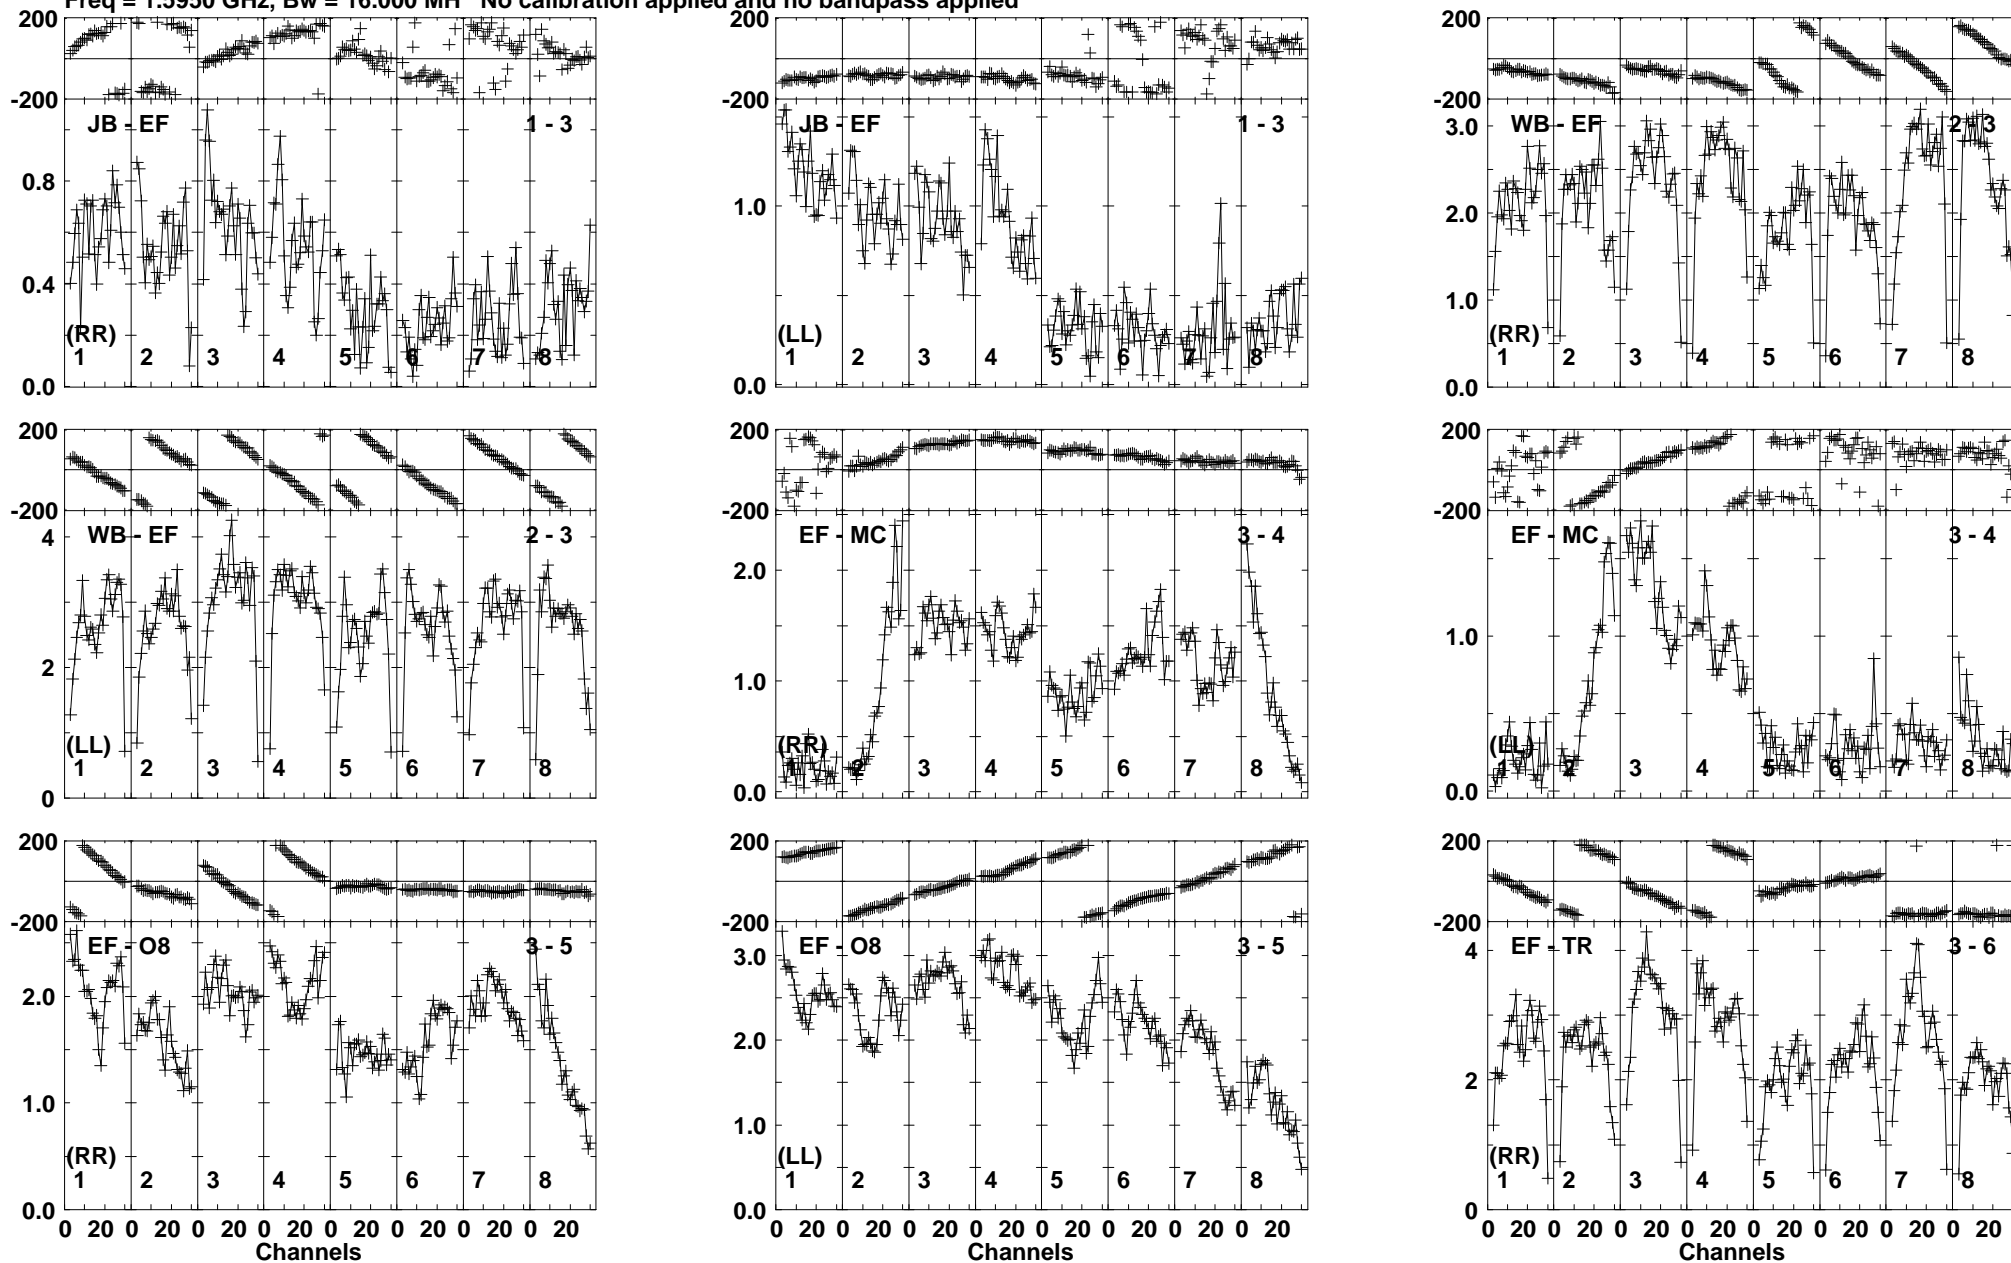 Freq = 1.5950 GHz, Bw = 16.000 MH No calibration applied and no bandpass applied
200
-200
JB - EF 1 - 3
0.8
0.4
0.0
(RR)
1 2 3 4 5 6 7 8
200
-200
JB - EF 1 - 3
1.0
0.0
(LL)
1 2 3 4 5 6 7 8
200
-200
WB - EF 2 - 3
3.0
2.0
1.0
0.0
(RR)
1 2 3 4 5 6 7 8
200
-200
WB - EF 2 - 3
4
2
0
(LL)
1 2 3 4 5 6 7 8
200
-200
EF - MC 3 - 4
2.0
1.0
0.0
(RR)
1 2 3 4 5 6 7 8
200
-200
EF - MC 3 - 4
1.0
0.0
(LL)
1 2 3 4 5 6 7 8
200
-200
EF - O8 3 - 5
2.0
1.0
0.0
(RR)
1 2 3 4 5 6 7 8
0 20 0 20 0 20 0 20 0 20 0 20 0 20 0 20
Channels
200
-200
EF - O8 3 - 5
3.0
2.0
1.0
0.0
(LL)
1 2 3 4 5 6 7 8
0 20 0 20 0 20 0 20 0 20 0 20 0 20 0 20
Channels
200
-200
EF - TR 3 - 6
4
2
0
(RR)
1 2 3 4 5 6 7 8
0 20 0 20 0 20 0 20 0 20 0 20 0 20 0 20
Channels